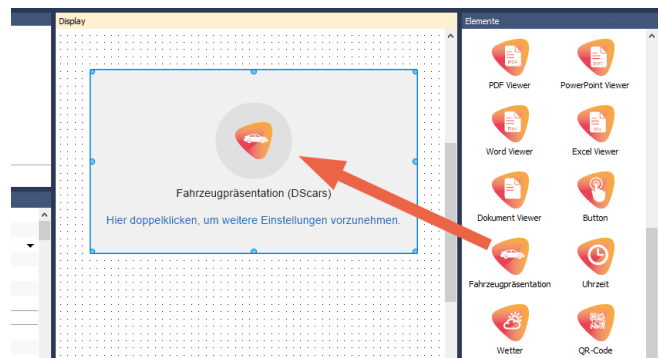 Display
Fahrzeugpräsentation (DScars)
Hier doppelklicken, um weitere Einstellungen vorzunehmen.
Elemente
PDF
PDF Viewer
PowerPoint Viewer
Word Viewer
Excel Viewer
Dokument Viewer
Button
Fahrzeugpräsentation
Uhrzeit
Wetter
QR-Code